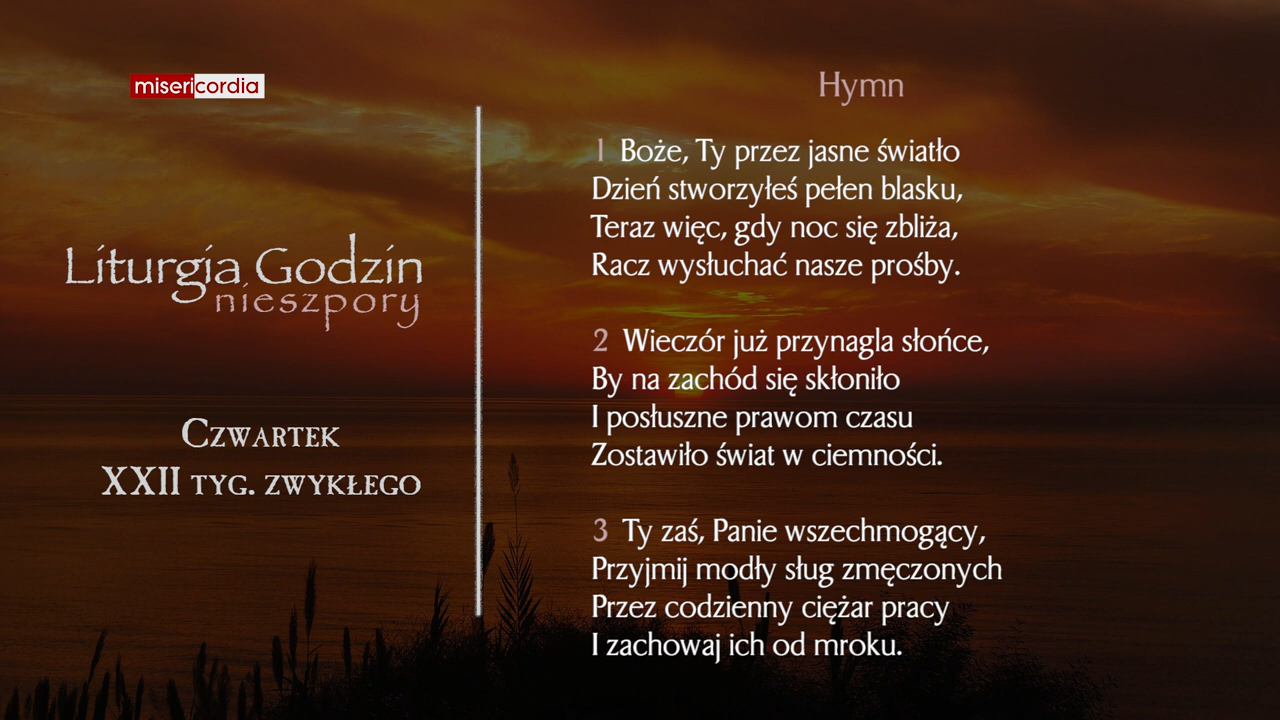 misericordia
Liturgia Godzin
nieszpory
Czwartek
XXII tyg. zwykłego
Hymn
1 Boże, Ty przez jasne światło
Dzień stworzyłeś pełen blasku,
Teraz więc, gdy noc się zbliża,
Racz wysłuchać nasze prośby.
2 Wieczór już przynagla słońce,
By na zachód się skłoniło
I posłuszne prawom czasu
Zostawiło świat w ciemności.
3 Ty zaś, Panie wszechmogący,
Przyjmij modły sług zmęczonych
Przez codzienny ciężar pracy
I zachowaj ich od mroku.